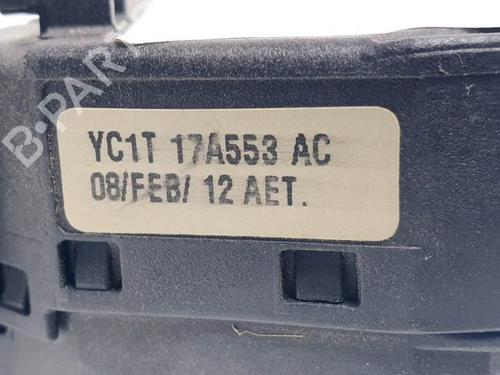 B-PARTS
YC1T 17A553 AC
08/FEB/ 12 AET.